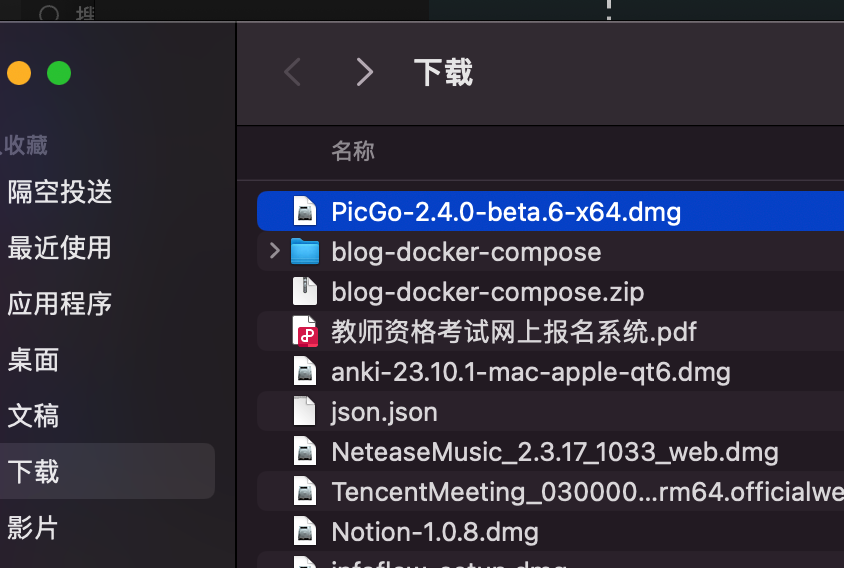 下载
收藏
隔空投送
最近使用
应用程序
桌面
文稿
下载
影片
名称
PicGo-2.4.0-beta.6-x64.dmg
blog-docker-compose
blog-docker-compose.zip
教师资格考试网上报名系统.pdf
anki-23.10.1-mac-apple-qt6.dmg
json.json
NeteaseMusic_2.3.17_1033_web.dmg
TencentMeeting_030000...rm64.officialwe
Notion-1.0.8.dmg